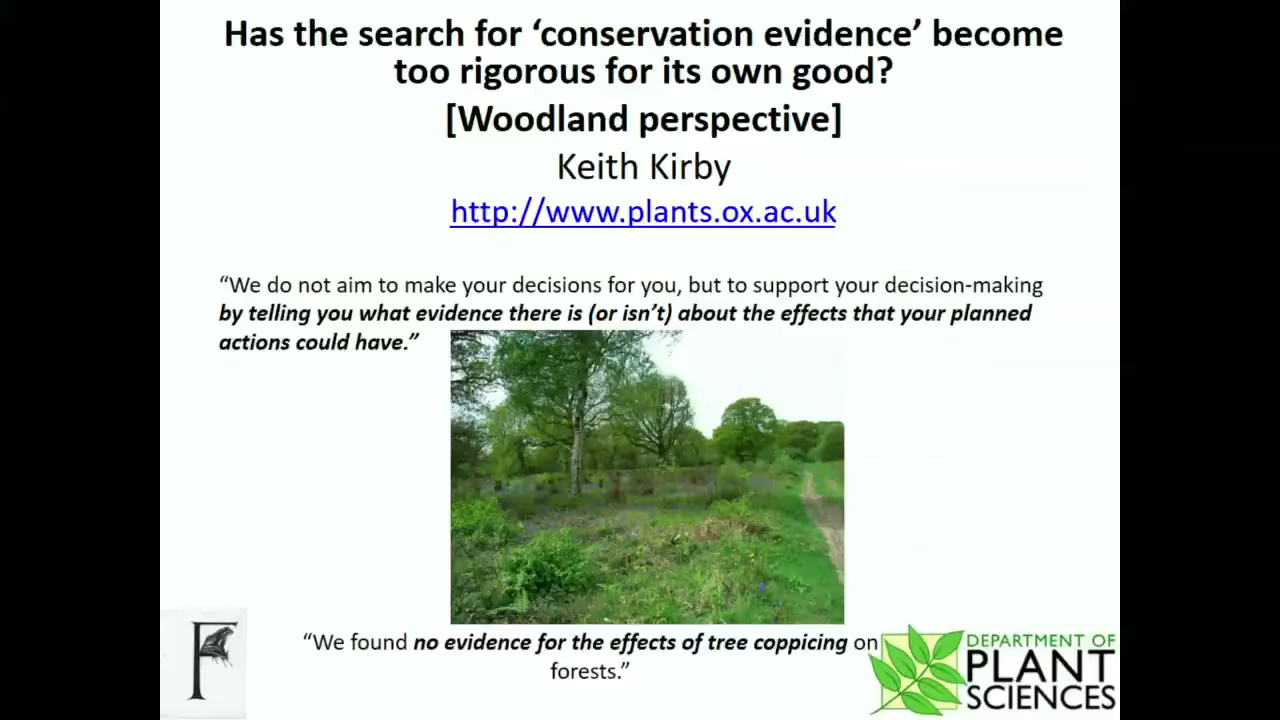 Has the search for ‘conservation evidence’ become
too rigorous for its own good?
[Woodland perspective]
Keith Kirby
http://www.plants.ox.ac.uk
“We do not aim to make your decisions for you, but to support your decision-making
by telling you what evidence there is (or isn’t) about the effects that your planned
actions could have.”
“We found no evidence for the effects of tree coppicing on
forests.”
F
DEPARTMENT OF
PLANT
SCIENCES